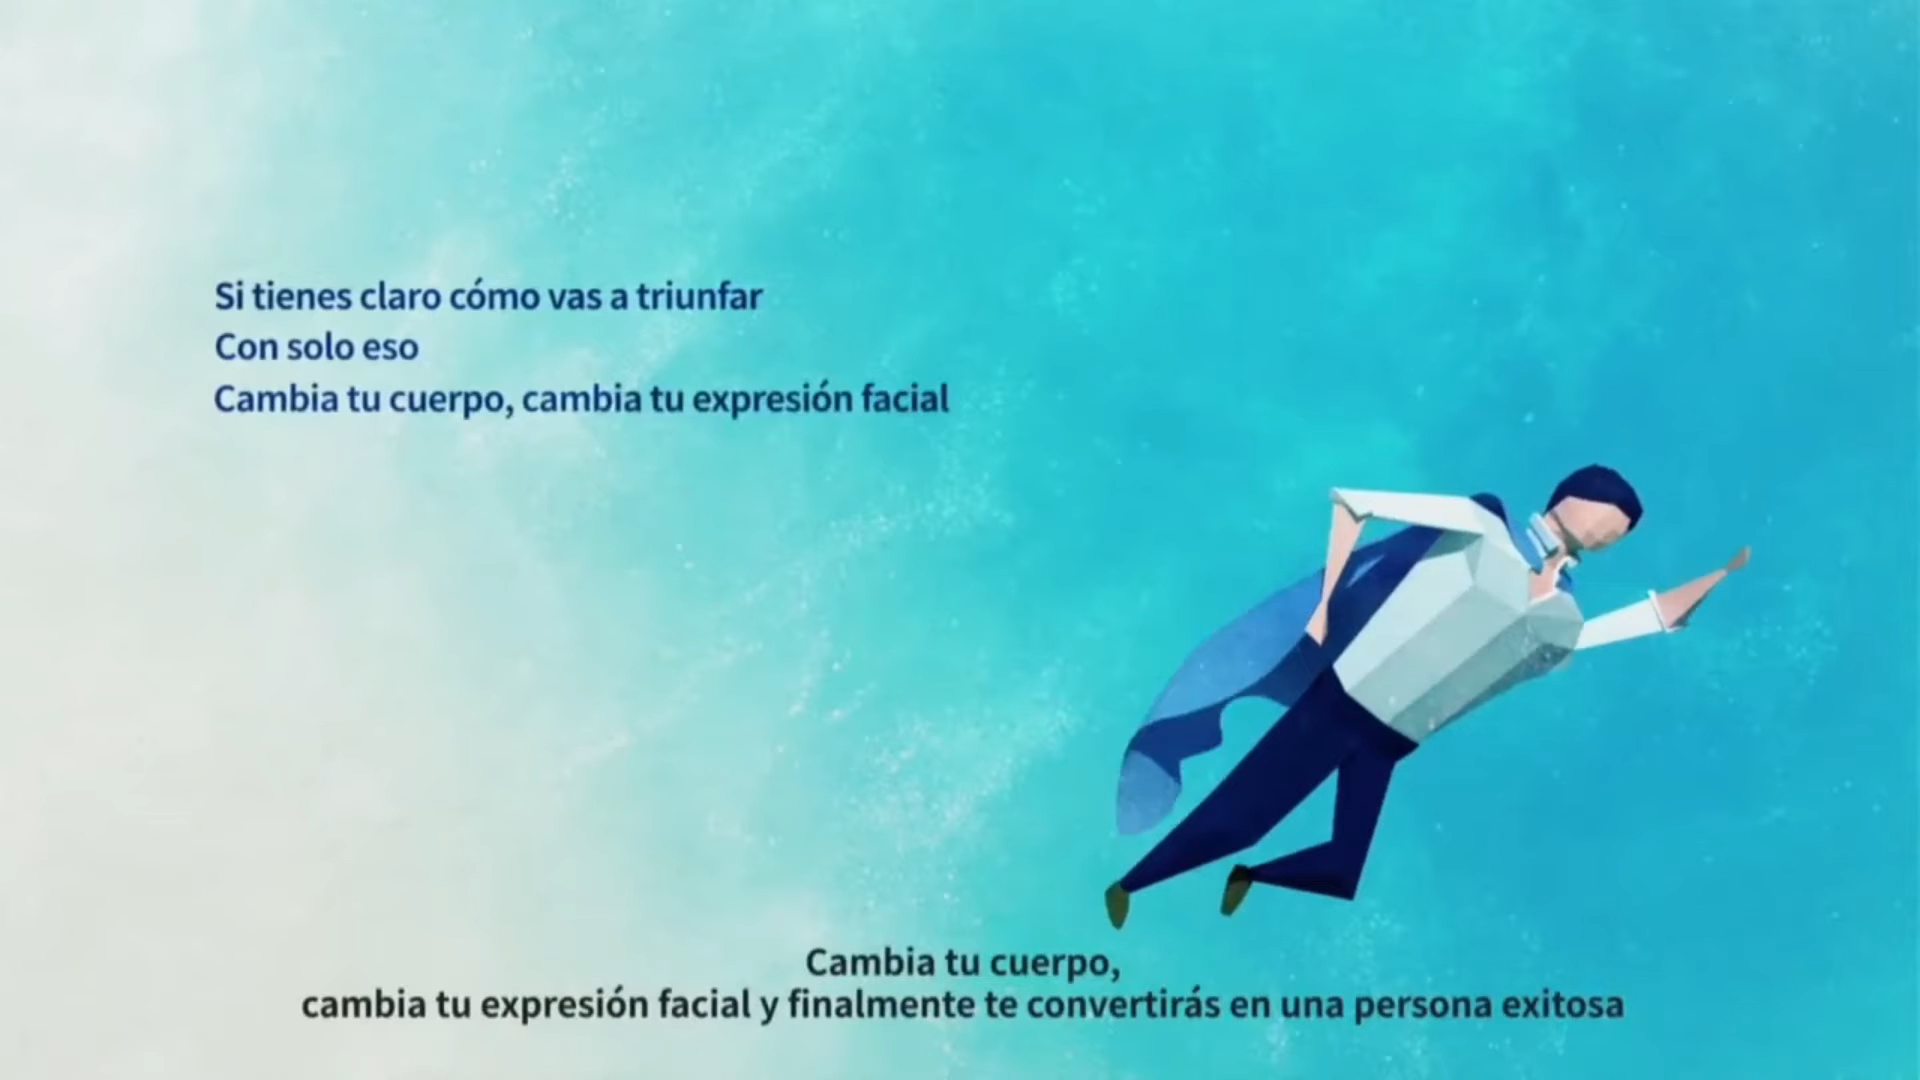 Si tienes claro cómo vas a triunfar
Con solo eso
Cambia tu cuerpo, cambia tu expresión facial
Cambia tu cuerpo,
cambia tu expresión facial y finalmente te convertirás en una persona exitosa